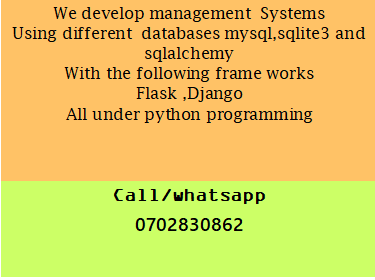 We develop management  Systems
Using different  databases mysql,sqlite3 and
sqlalchemy
With the following frame works
Flask ,Django
All under python programming
Call/whatsapp
0702830862